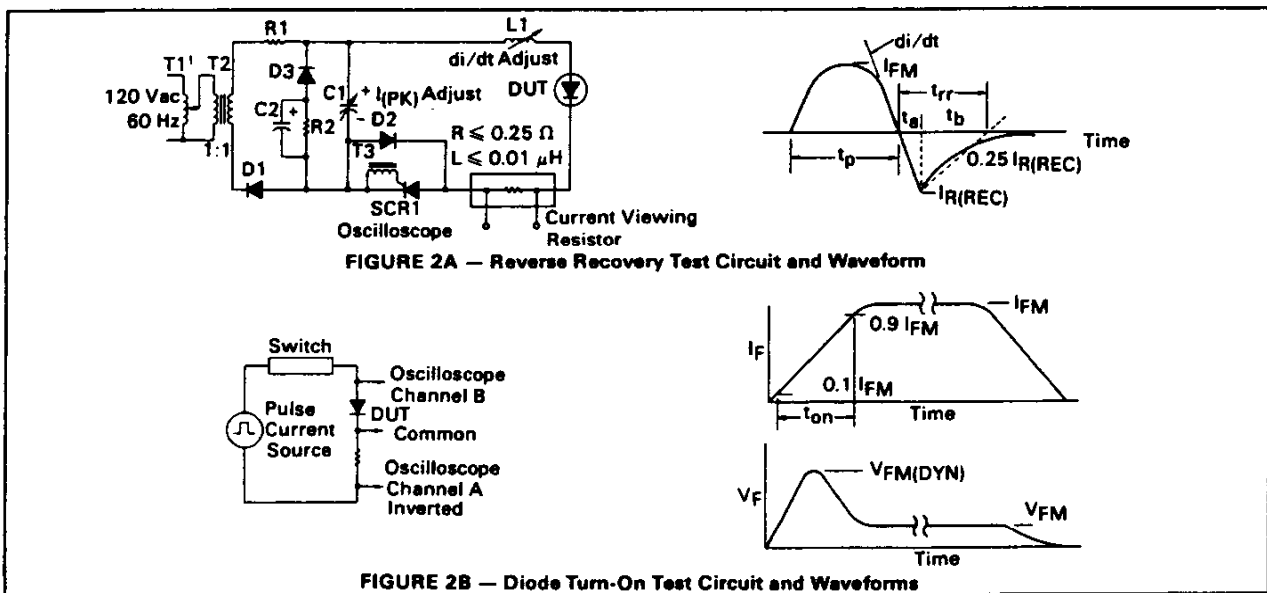 R1
L1
di/dt Adjust
T1' T2
D3
120 Vac
60 Hz
1:1
C2 +
R2
C1 + I(PK) Adjust
- D2
T3
D1
SCR1
Oscilloscope
DUT
R ⩽ 0.25 Ω
L ⩽ 0.01 μH
Current Viewing
Resistor
di/dt
IFM
trr
ta tb
Time
tp
0.25 IR(REC)
IR(REC)
FIGURE 2A — Reverse Recovery Test Circuit and Waveform
Switch
Oscilloscope
Channel B
DUT
Pulse
Current
Source
Common
Oscilloscope
Channel A
Inverted
IFM
0.9 IFM
IF
0.1 IFM
ton
Time
VFM(DYN)
VF
VFM
Time
FIGURE 2B — Diode Turn-On Test Circuit and Waveforms